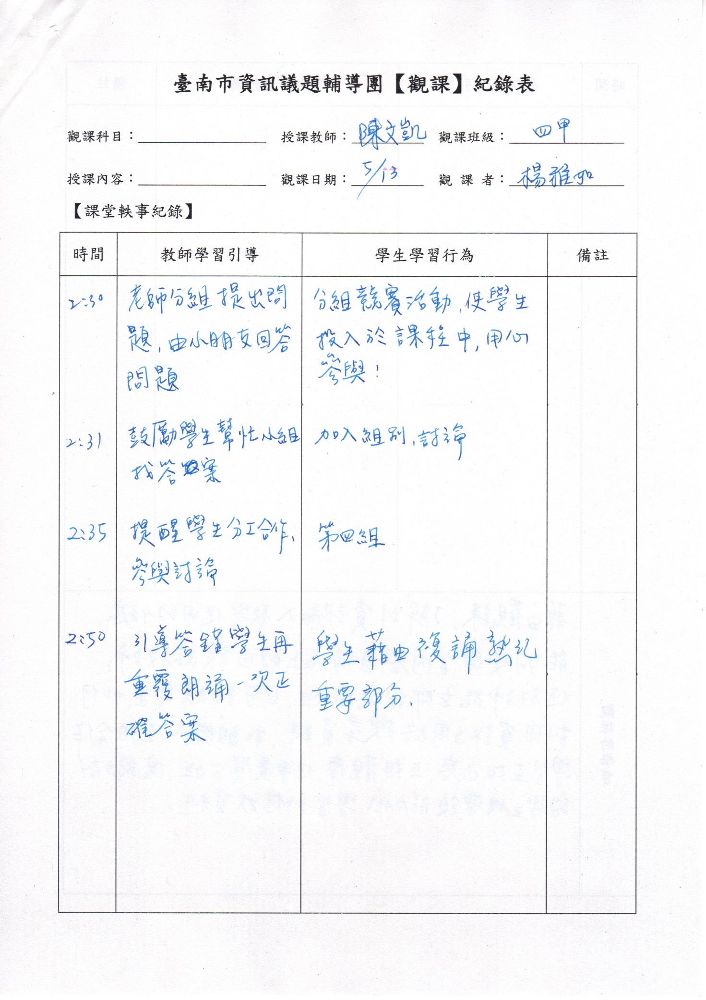 臺南市資訊議題輔導團【觀課】紀錄表
觀課科目：　授課教師：陳文凱　觀課班級：四甲
授課內容：　觀課日期：5/13　觀課者：楊雅如
【課堂軼事紀錄】
時間　教師學習引導　學生學習行為　備註
2:30　老師分組提出問　分組競賽活動,使學生
題,由小朋友回答　投入於課程中,用心
問題　參與!
2:31　鼓勵學生幫忙小組　加入組別,討論
找答案
2:35　提醒學生分工合作、　第四組
參與討論
2:50　引導答錯學生再　學生藉由複誦熟記
重覆朗誦一次正　重要部分、
確答案